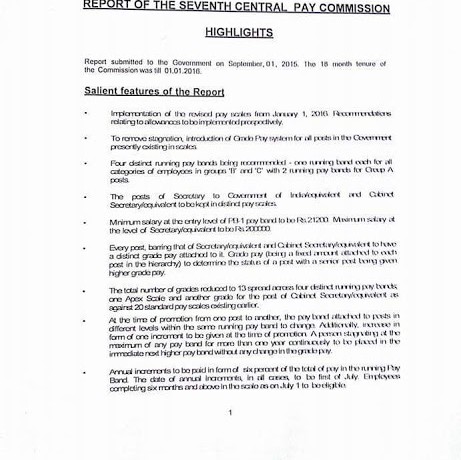 REPORT OF THE SEVENTH CENTRAL PAY COMMISSION
HIGHLIGHTS
Report submitted to the Government on September, 01, 2015. The 18 month tenure of
the Commission was till 01.01.2016.
Salient features of the Report
• Implementation of the revised pay scales from January 1, 2016. Recommendations
relating to allowances to be implemented prospectively.
• To remove stagnation, introduction of Grade Pay system for all posts in the Government
presently existing in scales.
• Four distinct running pay bands being recommended - one running band each for all
categories of employees in groups 'B' and 'C' with 2 running pay bands for Group A
posts.
• The posts of Secretary to Government of India/equivalent and Cabinet
Secretary/equivalent to be kept in distinct pay scales.
• Minimum salary at the entry level of PB-1 pay band to be Rs.21200. Maximum salary at
the level of Secretary/equivalent to be Rs.200000.
• Every post, barring that of Secretary/equivalent and Cabinet Secretary/equivalent to have
a distinct grade pay attached to it. Grade pay (being a fixed amount attached to each
post in the hierarchy) to determine the status of a post with a senior post being given
higher grade pay.
• The total number of grades reduced to 13 spread across four distinct running pay bands;
one Apex Scale and another grade for the post of Cabinet Secretary/equivalent as
against 20 standard pay scales existing earlier.
• At the time of promotion from one post to another, the pay band attached to posts in
different levels within the same running pay band to change. Additionally, increase in
form of one increment to be given at the time of promotion. A person stagnating at the
maximum of any pay band for more than one year continuously to be placed in the
immediate next higher pay band without any change in the grade pay.
• Annual increments to be paid in form of six percent of the total of pay in the running Pay
Band. The date of annual increments, in all cases, to be first of July. Employees
completing six months and above in the scale as on July 1 to be eligible.
1